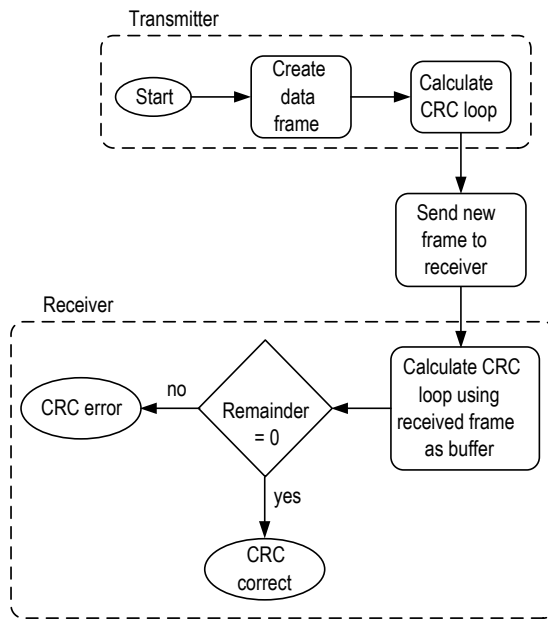 Transmitter
Start
Create
data
frame
Calculate
CRC loop
Send new
frame to
receiver
Receiver
Calculate CRC
loop using
received frame
as buffer
Remainder
= 0
no
CRC error
yes
CRC
correct